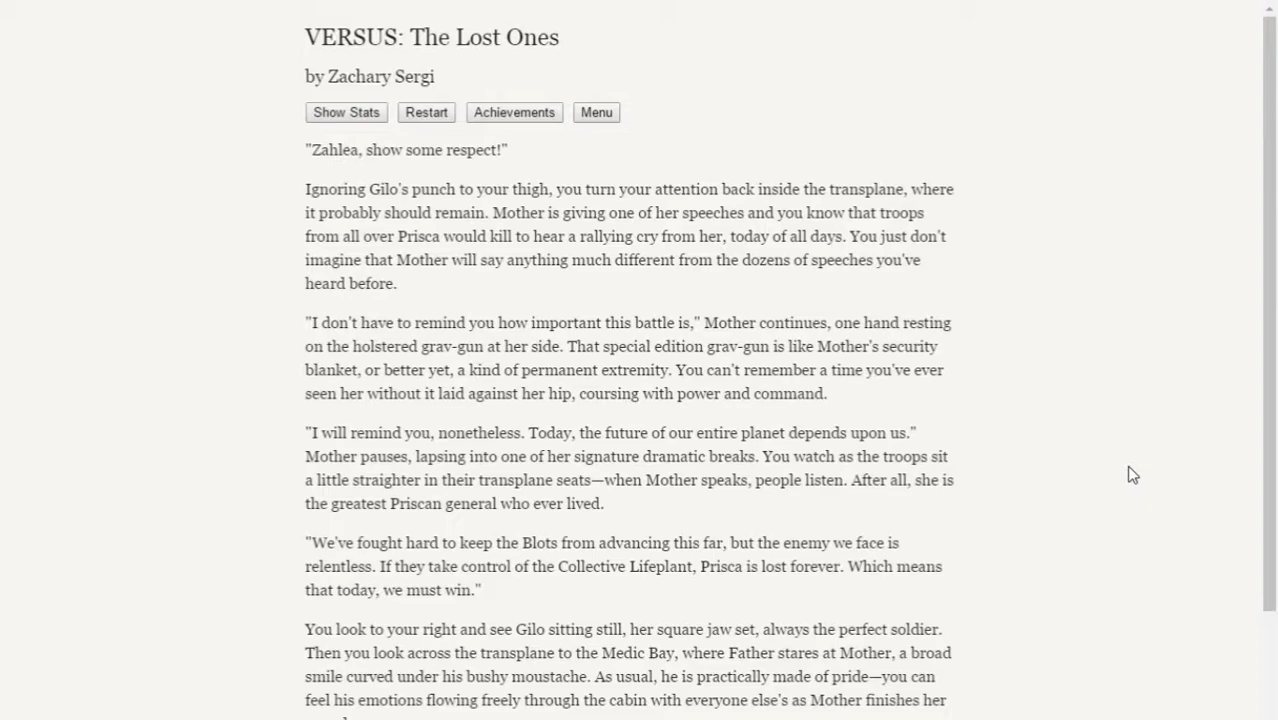 VERSUS: The Lost Ones
by Zachary Sergi
Show Stats Restart Achievements Menu
"Zahlea, show some respect!"
Ignoring Gilo's punch to your thigh, you turn your attention back inside the transplane, where
it probably should remain. Mother is giving one of her speeches and you know that troops
from all over Prisca would kill to hear a rallying cry from her, today of all days. You just don't
imagine that Mother will say anything much different from the dozens of speeches you've
heard before.
"I don't have to remind you how important this battle is," Mother continues, one hand resting
on the holstered grav-gun at her side. That special edition grav-gun is like Mother's security
blanket, or better yet, a kind of permanent extremity. You can't remember a time you've ever
seen her without it laid against her hip, coursing with power and command.
"I will remind you, nonetheless. Today, the future of our entire planet depends upon us."
Mother pauses, lapsing into one of her signature dramatic breaks. You watch as the troops sit
a little straighter in their transplane seats—when Mother speaks, people listen. After all, she is
the greatest Priscan general who ever lived.
"We've fought hard to keep the Blots from advancing this far, but the enemy we face is
relentless. If they take control of the Collective Lifeplant, Prisca is lost forever. Which means
that today, we must win."
You look to your right and see Gilo sitting still, her square jaw set, always the perfect soldier.
Then you look across the transplane to the Medic Bay, where Father stares at Mother, a broad
smile curved under his bushy moustache. As usual, he is practically made of pride—you can
feel his emotions flowing freely through the cabin with everyone else's as Mother finishes her